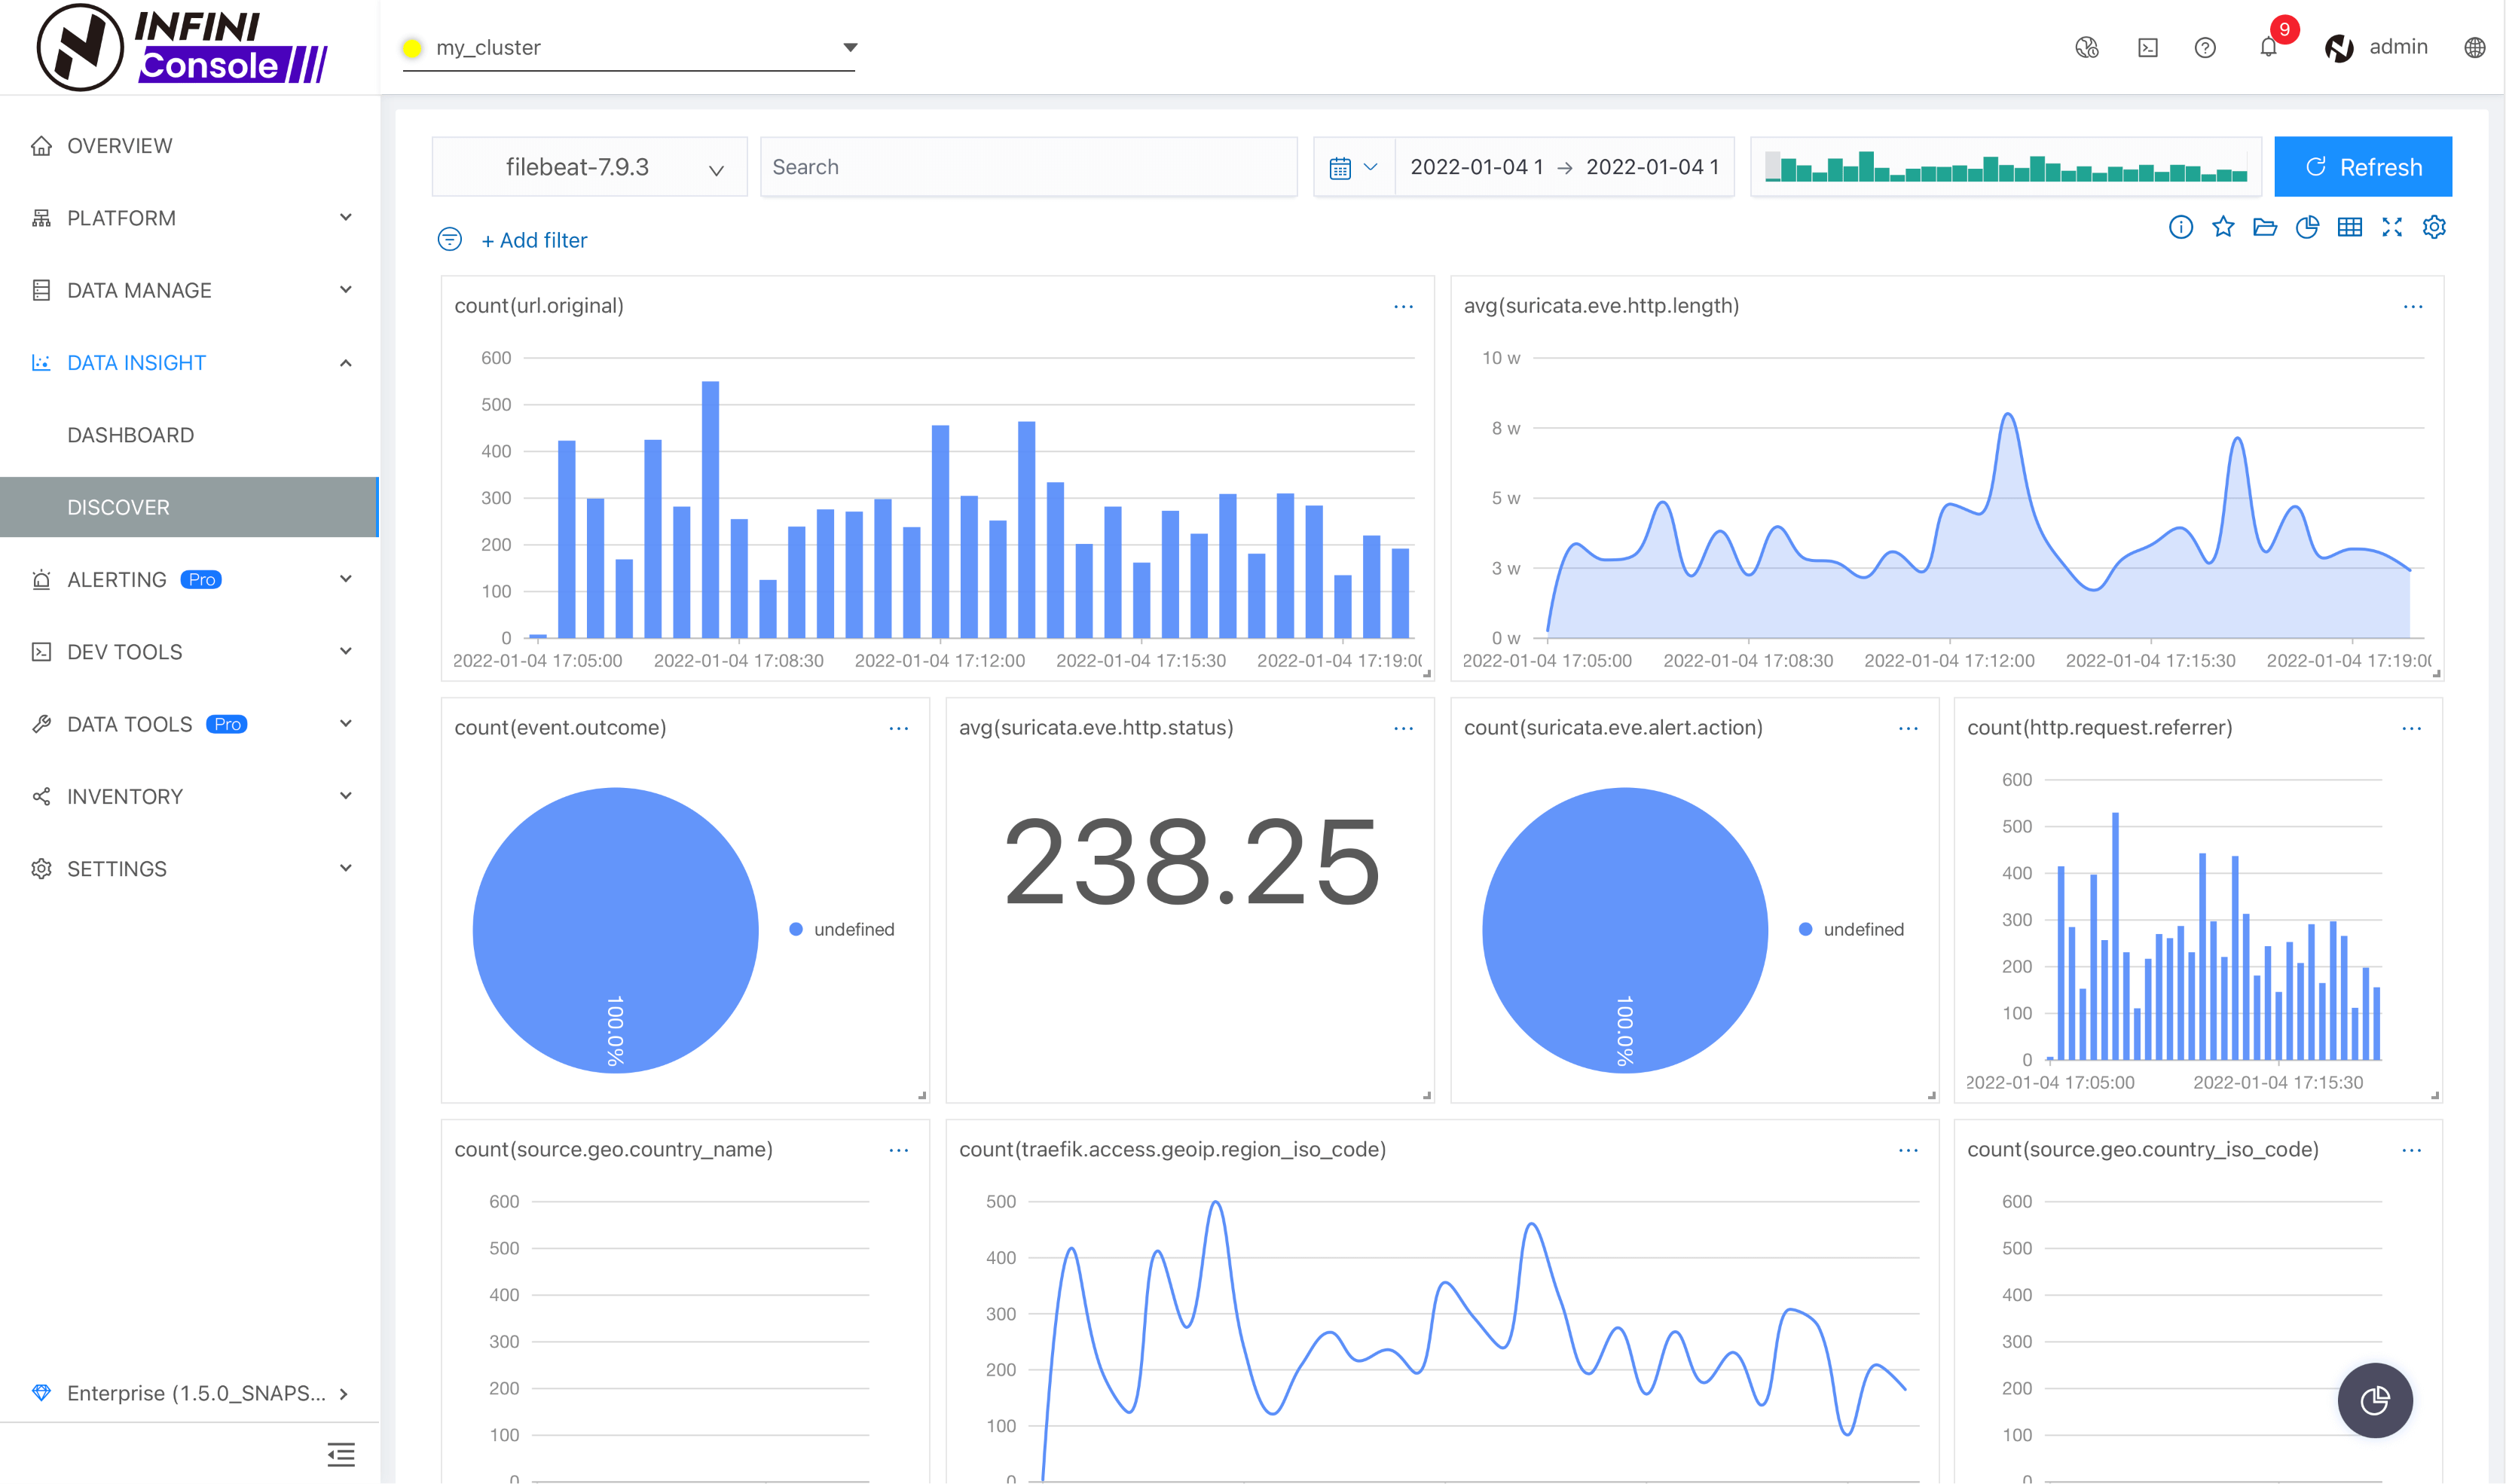 INFINI
Console
my_cluster
9
admin
OVERVIEW
PLATFORM
DATA MANAGE
DATA INSIGHT
DASHBOARD
DISCOVER
ALERTING Pro
DEV TOOLS
DATA TOOLS Pro
INVENTORY
SETTINGS
Enterprise (1.5.0_SNAPS...
filebeat-7.9.3
Search
2022-01-04 1 → 2022-01-04 1
Refresh
+ Add filter
count(url.original)
600
500
400
300
200
100
0
2022-01-04 17:05:00 2022-01-04 17:08:30 2022-01-04 17:12:00 2022-01-04 17:15:30 2022-01-04 17:19:00
avg(suricata.eve.http.length)
10 w
8 w
5 w
3 w
0 w
2022-01-04 17:05:00 2022-01-04 17:08:30 2022-01-04 17:12:00 2022-01-04 17:15:30 2022-01-04 17:19:00
count(event.outcome)
undefined
100.0%
avg(suricata.eve.http.status)
238.25
count(suricata.eve.alert.action)
undefined
100.0%
count(http.request.referrer)
600
500
400
300
200
100
0
2022-01-04 17:05:00 2022-01-04 17:15:30
count(source.geo.country_name)
600
500
400
300
200
100
0
count(traefik.access.geoip.region_iso_code)
500
400
300
200
100
0
count(source.geo.country_iso_code)
600
500
400
300
200
100
0